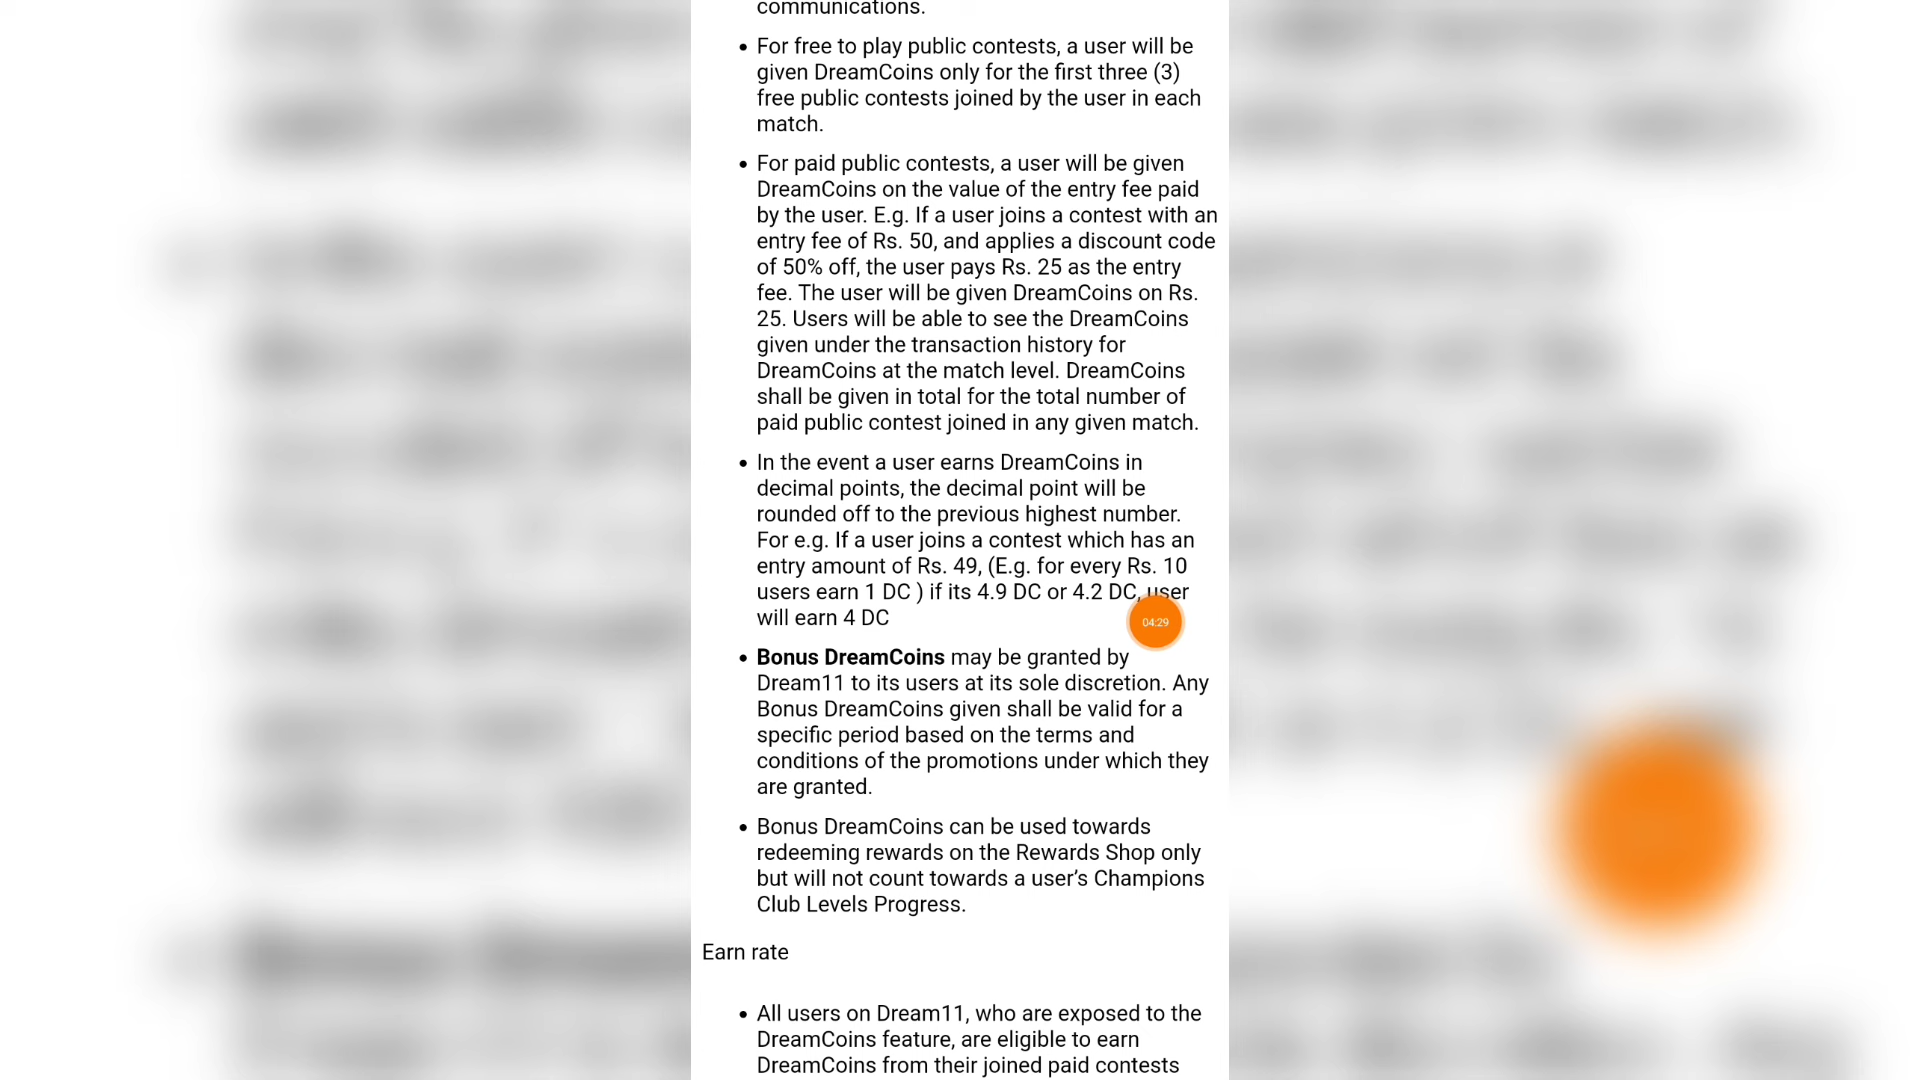 communications.
• For free to play public contests, a user will be
given DreamCoins only for the first three (3)
free public contests joined by the user in each
match.
• For paid public contests, a user will be given
DreamCoins on the value of the entry fee paid
by the user. E.g. If a user joins a contest with an
entry fee of Rs. 50, and applies a discount code
of 50% off, the user pays Rs. 25 as the entry
fee. The user will be given DreamCoins on Rs.
25. Users will be able to see the DreamCoins
given under the transaction history for
DreamCoins at the match level. DreamCoins
shall be given in total for the total number of
paid public contest joined in any given match.
• In the event a user earns DreamCoins in
decimal points, the decimal point will be
rounded off to the previous highest number.
For e.g. If a user joins a contest which has an
entry amount of Rs. 49, (E.g. for every Rs. 10
users earn 1 DC ) if its 4.9 DC or 4.2 DC, user
will earn 4 DC
04:29
• Bonus DreamCoins may be granted by
Dream11 to its users at its sole discretion. Any
Bonus DreamCoins given shall be valid for a
specific period based on the terms and
conditions of the promotions under which they
are granted.
• Bonus DreamCoins can be used towards
redeeming rewards on the Rewards Shop only
but will not count towards a user’s Champions
Club Levels Progress.
Earn rate
• All users on Dream11, who are exposed to the
DreamCoins feature, are eligible to earn
DreamCoins from their joined paid contests